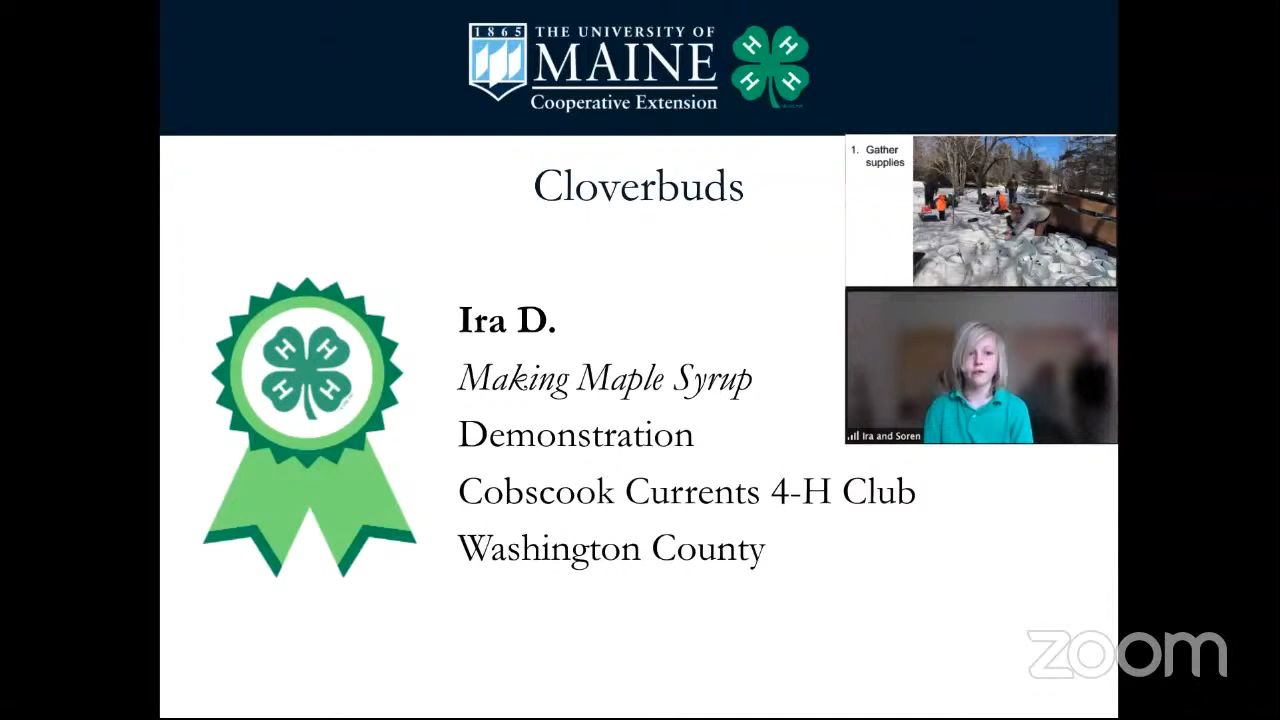 1865
THE UNIVERSITY OF
MAINE
Cooperative Extension
H H
H H
Cloverbuds
1. Gather
supplies
H H
H H
Ira D.
Making Maple Syrup
Demonstration
Cobscook Currents 4-H Club
Washington County
Ira and Soren
zoom